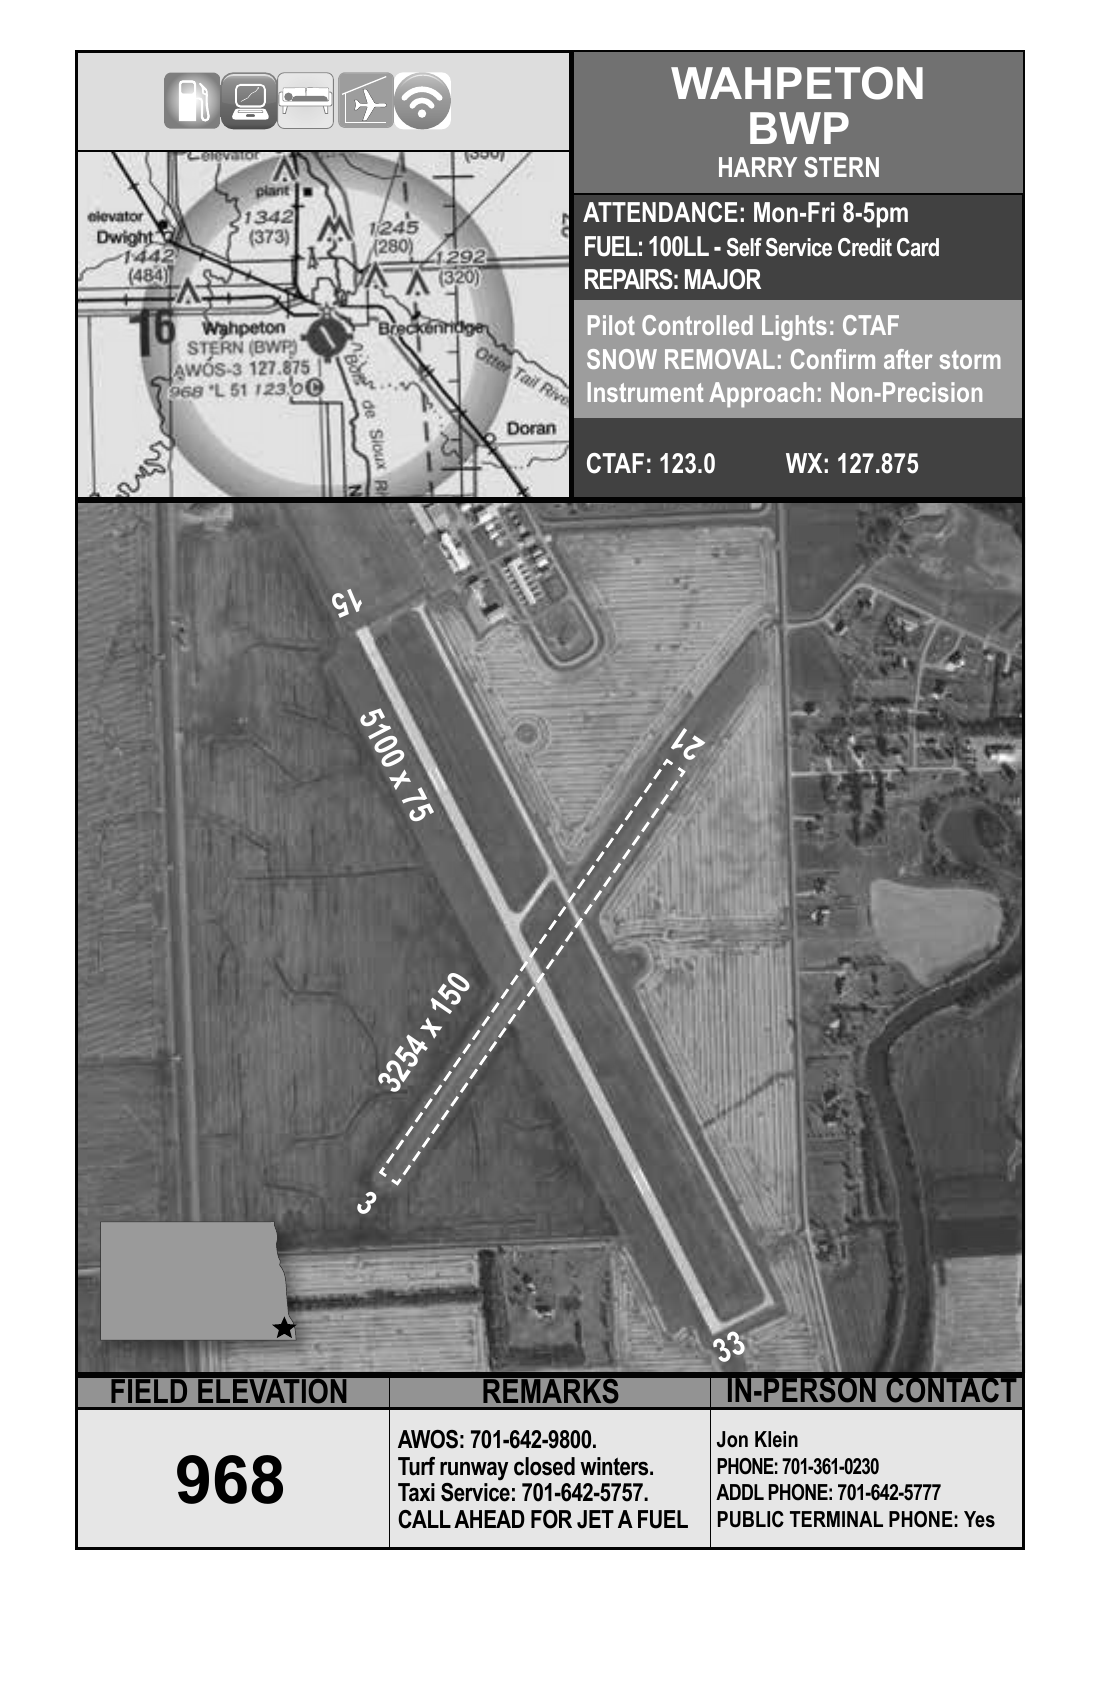 WAHPETON
BWP
HARRY STERN
ATTENDANCE: Mon-Fri 8-5pm
FUEL: 100LL - Self Service Credit Card
REPAIRS: MAJOR
Pilot Controlled Lights: CTAF
SNOW REMOVAL: Confirm after storm
Instrument Approach: Non-Precision
CTAF: 123.0 WX: 127.875
elevator
(350)
plant
elevator
Dwight
1342
(373)
1245
(280)
1442
(484)
1292
(320)
16
Wahpeton
Breckenridge
STERN (BWP)
AWOS-3 127.875
968 *L 51 123.0 C
Otter Tail River
Bois de Sioux Ri
Doran
N
15
5100 x 75
21
3254 x 150
3
33
FIELD ELEVATION
968
REMARKS
AWOS: 701-642-9800.
Turf runway closed winters.
Taxi Service: 701-642-5757.
CALL AHEAD FOR JET A FUEL
IN-PERSON CONTACT
Jon Klein
PHONE: 701-361-0230
ADDL PHONE: 701-642-5777
PUBLIC TERMINAL PHONE: Yes